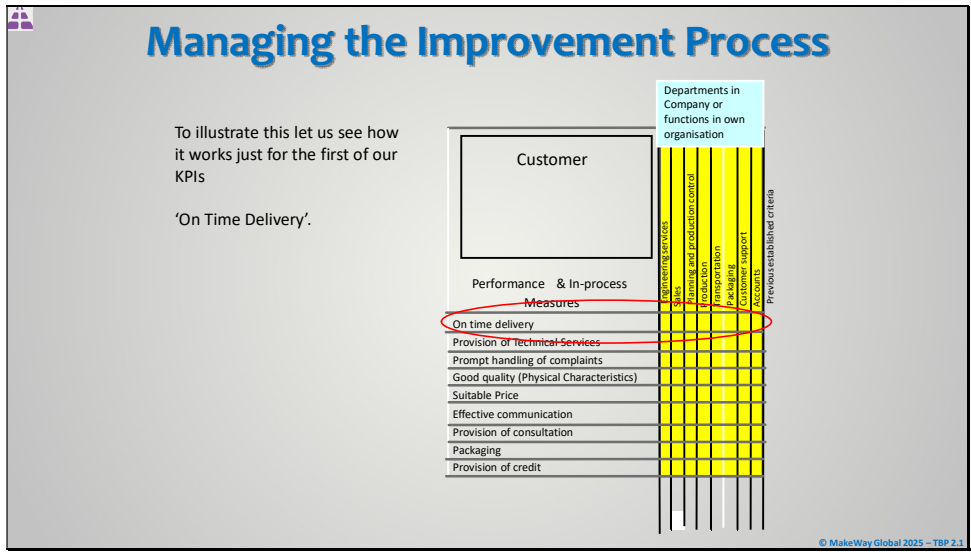 Managing the Improvement Process
To illustrate this let us see how
it works just for the first of our
KPIs
‘On Time Delivery’.
Departments in
Company or
functions in own
organisation
Customer
Engineering services
Sales
Planning and production control
production
Transportation
Packaging
Customer support
Accounts
Previous established criteria
Performance & In-process
Measures
On time delivery
Provision of Technical Services
Prompt handling of complaints
Good quality (Physical Characteristics)
Suitable Price
Effective communication
Provision of consultation
Packaging
Provision of credit
© MakeWay Global 2025 – TBP 2.1